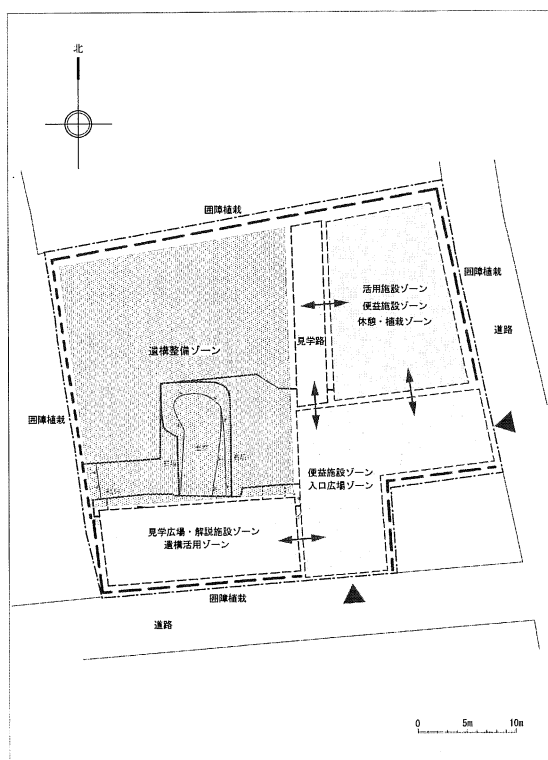 北
囲障植栽
囲障植栽
活用施設ゾーン
便益施設ゾーン
休憩・植栽ゾーン
道路
見学路
遺構整備ゾーン
囲障植栽
便益施設ゾーン
入口広場ゾーン
見学広場・解説施設ゾーン
遺構活用ゾーン
囲障植栽
道路
0 5m 10m